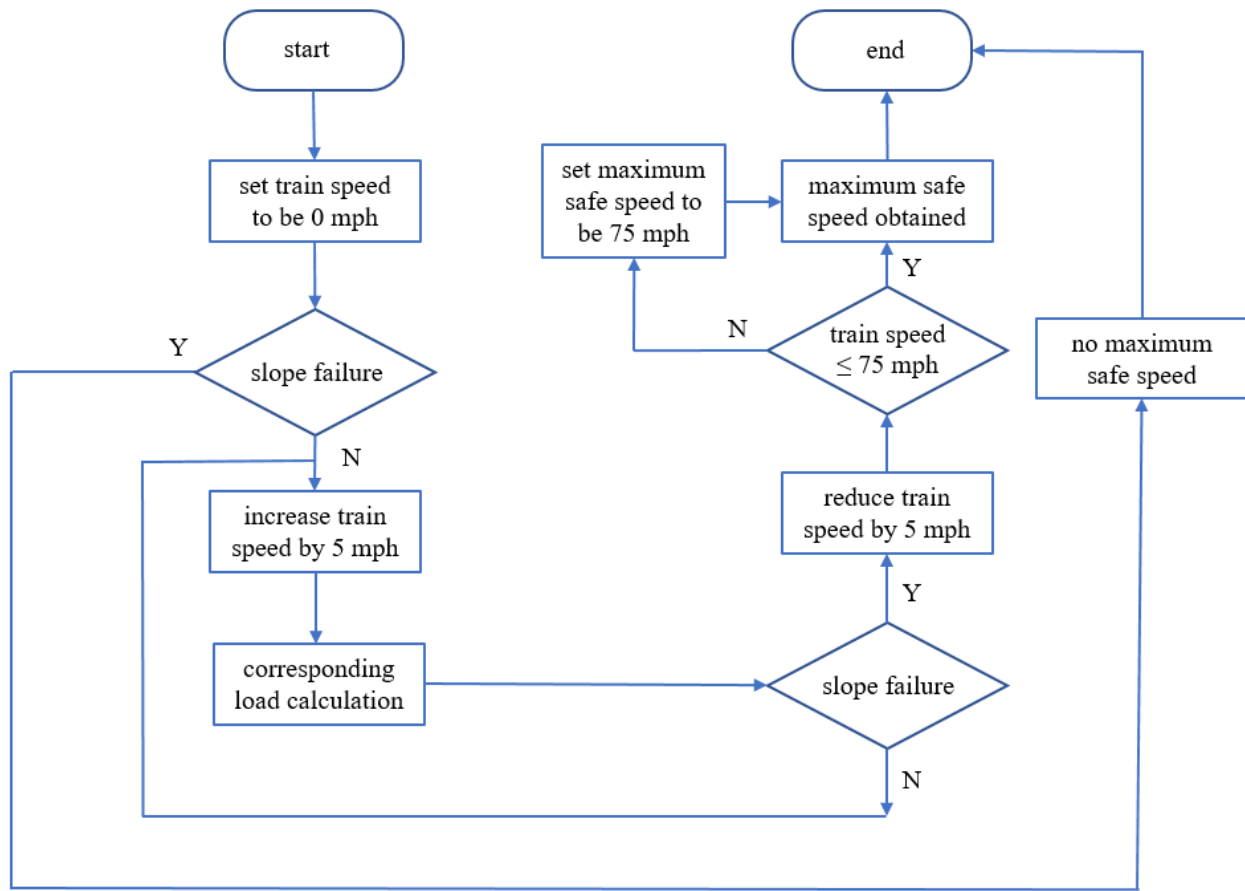 start
set train speed
to be 0 mph
Y
slope failure
N
increase train
speed by 5 mph
corresponding
load calculation
slope failure
N
Y
reduce train
speed by 5 mph
train speed
≤ 75 mph
N
Y
set maximum
safe speed to
be 75 mph
maximum safe
speed obtained
end
no maximum
safe speed